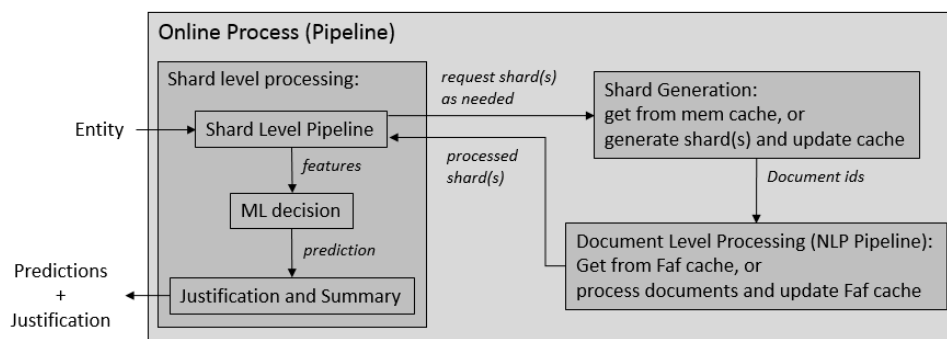 Online Process (Pipeline)
Shard level processing:
Entity
Shard Level Pipeline
features
ML decision
prediction
Justification and Summary
Predictions
+
Justification
request shard(s)
as needed
processed
shard(s)
Shard Generation:
get from mem cache, or
generate shard(s) and update cache
Document ids
Document Level Processing (NLP Pipeline):
Get from Faf cache, or
process documents and update Faf cache